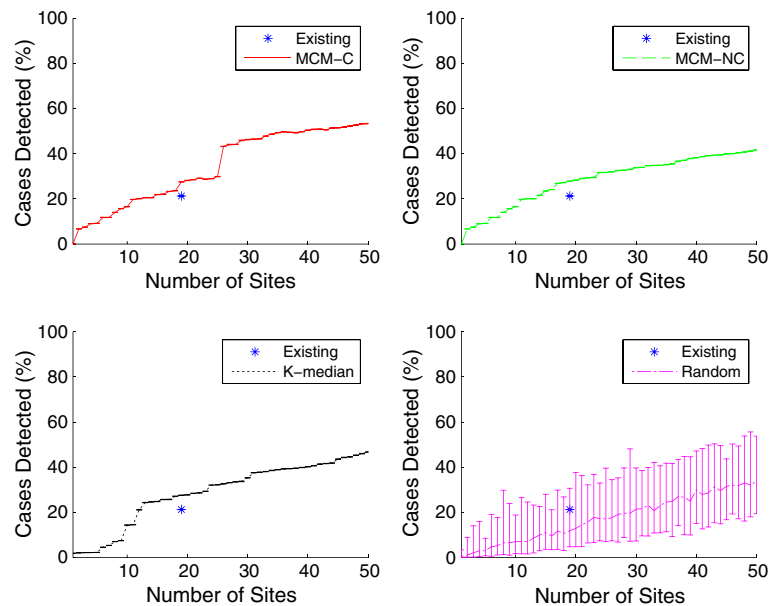 100
80
60
40
20
0
Cases Detected (%)
10 20 30 40 50
Number of Sites
Existing
MCM−C
100
80
60
40
20
0
Cases Detected (%)
10 20 30 40 50
Number of Sites
Existing
MCM−NC
100
80
60
40
20
0
Cases Detected (%)
10 20 30 40 50
Number of Sites
Existing
K−median
100
80
60
40
20
0
Cases Detected (%)
10 20 30 40 50
Number of Sites
Existing
Random